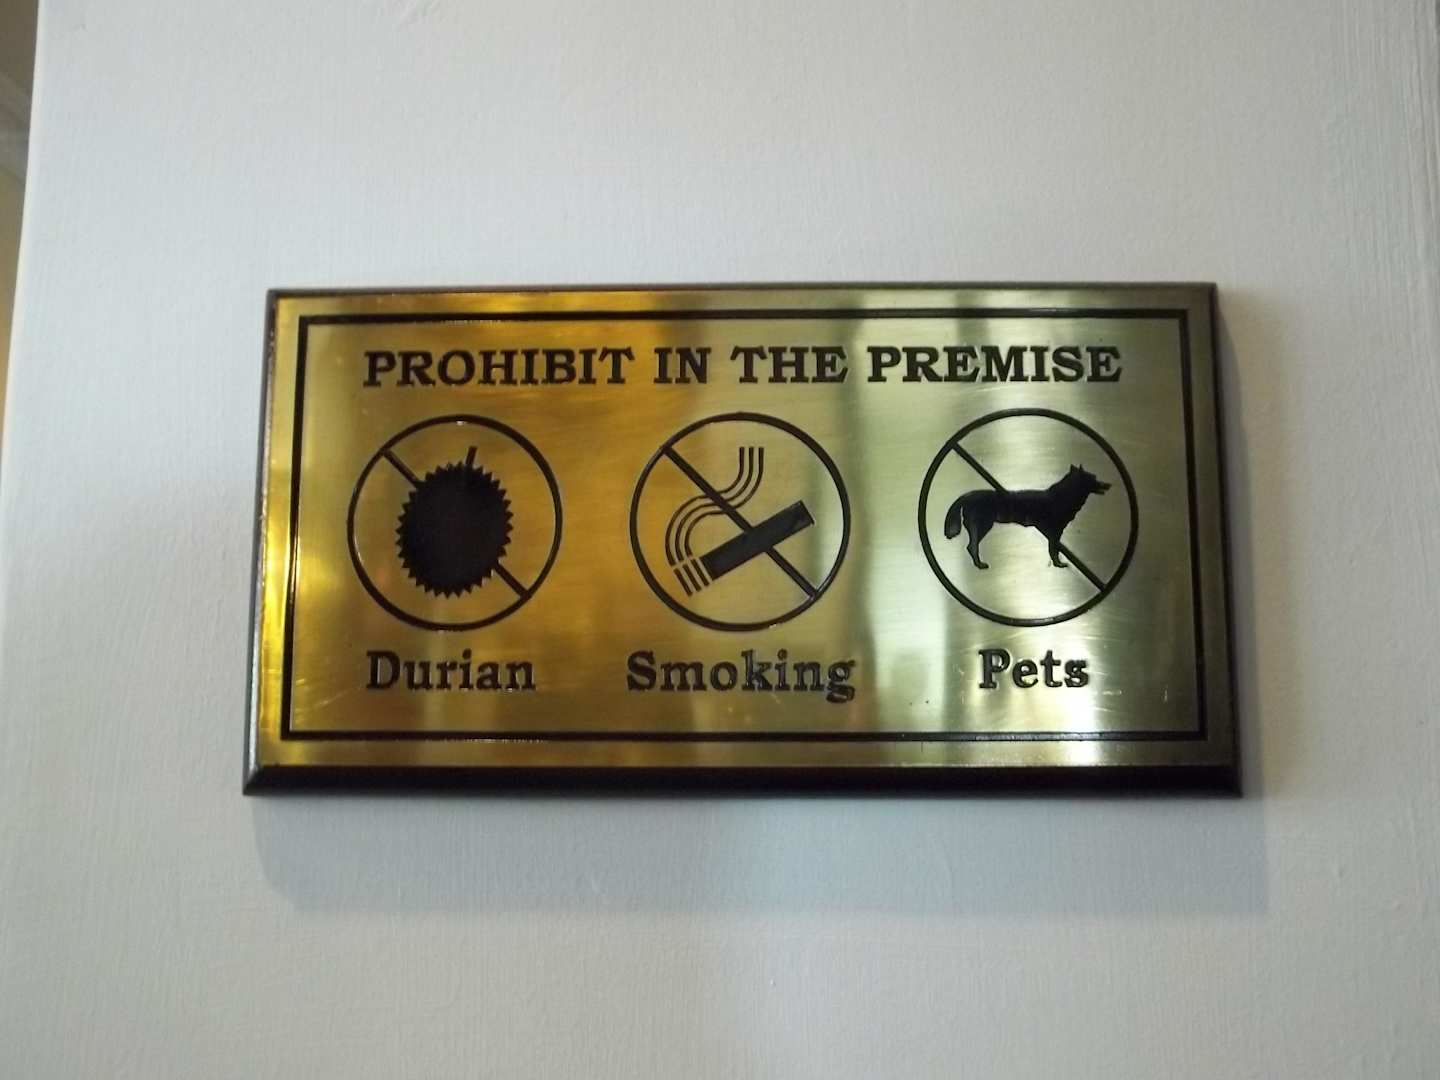 PROHIBIT IN THE PREMISE
Durian Smoking Pets